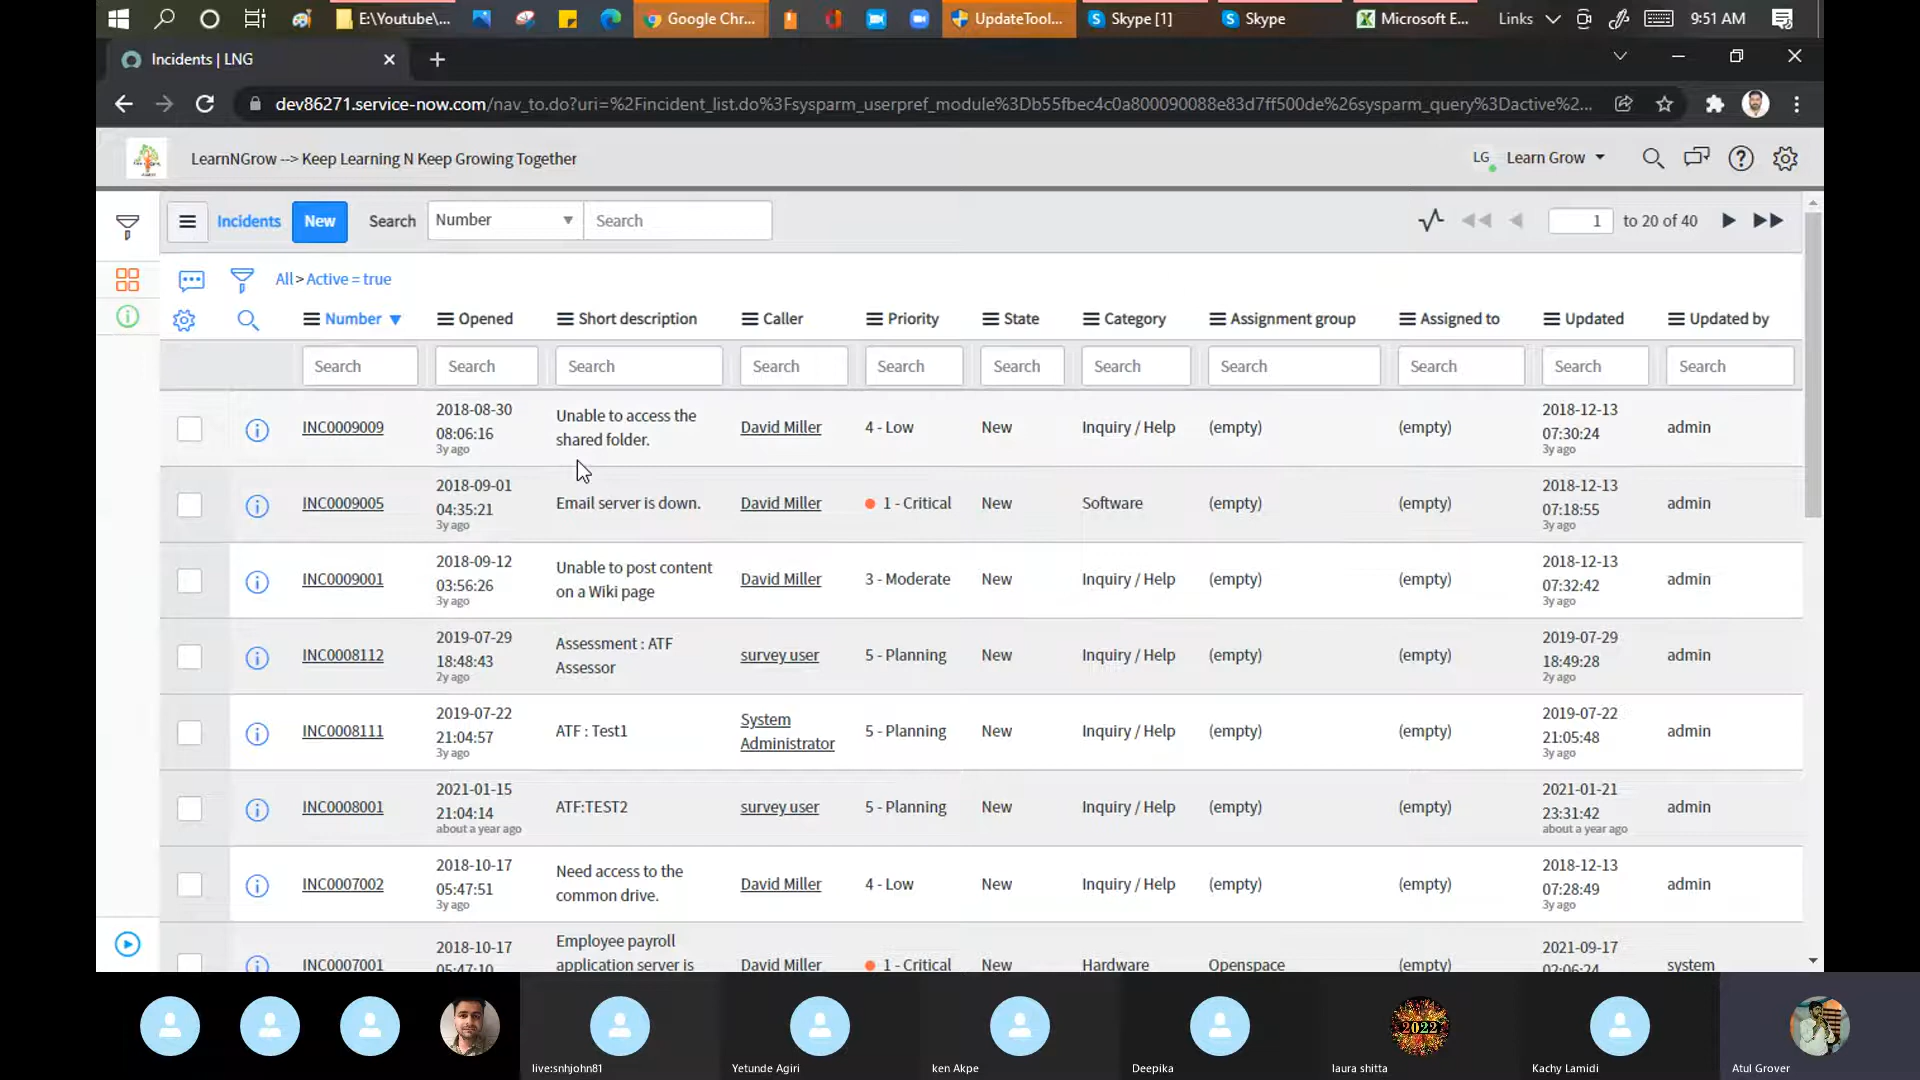 E:\Youtube\...
Google Chr...
UpdateTool...
Skype [1]
Skype
Microsoft E...
Links
9:51 AM
Incidents | LNG
dev86271.service-now.com/nav_to.do?uri=%2Fincident_list.do%3Fsysparm_userpref_module%3Db55fbec4c0a800090088e83d7ff500de%26sysparm_query%3Dactive%2...
LearnNGrow --> Keep Learning N Keep Growing Together
LG Learn Grow
Incidents New Search Number Search 1 to 20 of 40
All > Active = true
Number Opened Short description Caller Priority State Category Assignment group Assigned to Updated Updated by
Search Search Search Search Search Search Search Search Search Search Search
INC0009009 2018-08-30 08:06:16 3y ago Unable to access the shared folder. David Miller 4 - Low New Inquiry / Help (empty) (empty) 2018-12-13 07:30:24 3y ago admin
INC0009005 2018-09-01 04:35:21 3y ago Email server is down. David Miller 1 - Critical New Software (empty) (empty) 2018-12-13 07:18:55 3y ago admin
INC0009001 2018-09-12 03:56:26 3y ago Unable to post content on a Wiki page David Miller 3 - Moderate New Inquiry / Help (empty) (empty) 2018-12-13 07:32:42 3y ago admin
INC0008112 2019-07-29 18:48:43 2y ago Assessment : ATF Assessor survey user 5 - Planning New Inquiry / Help (empty) (empty) 2019-07-29 18:49:28 2y ago admin
INC0008111 2019-07-22 21:04:57 3y ago ATF : Test1 System Administrator 5 - Planning New Inquiry / Help (empty) (empty) 2019-07-22 21:05:48 3y ago admin
INC0008001 2021-01-15 21:04:14 about a year ago ATF:TEST2 survey user 5 - Planning New Inquiry / Help (empty) (empty) 2021-01-21 23:31:42 about a year ago admin
INC0007002 2018-10-17 05:47:51 3y ago Need access to the common drive. David Miller 4 - Low New Inquiry / Help (empty) (empty) 2018-12-13 07:28:49 3y ago admin
INC0007001 2018-10-17 05:47:10 Employee payroll application server is David Miller 1 - Critical New Hardware Openspace (empty) 2021-09-17 02:06:24 system
2022
live:snhjohn81
Yetunde Agiri
ken Akpe
Deepika
laura shitta
Kachy Lamidi
Atul Grover